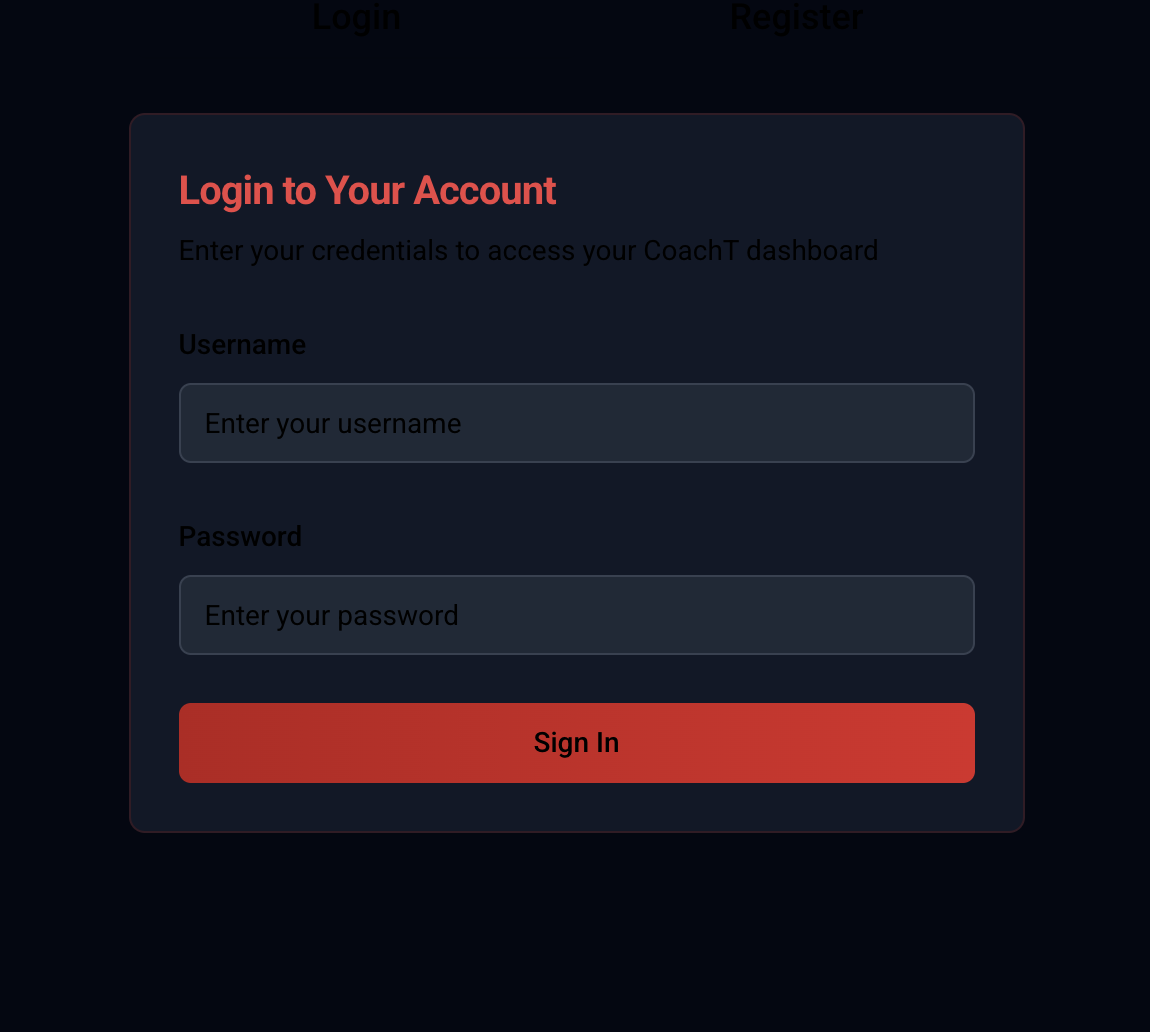 Login
Register
Login to Your Account
Enter your credentials to access your CoachT dashboard
Username
Enter your username
Password
Enter your password
Sign In